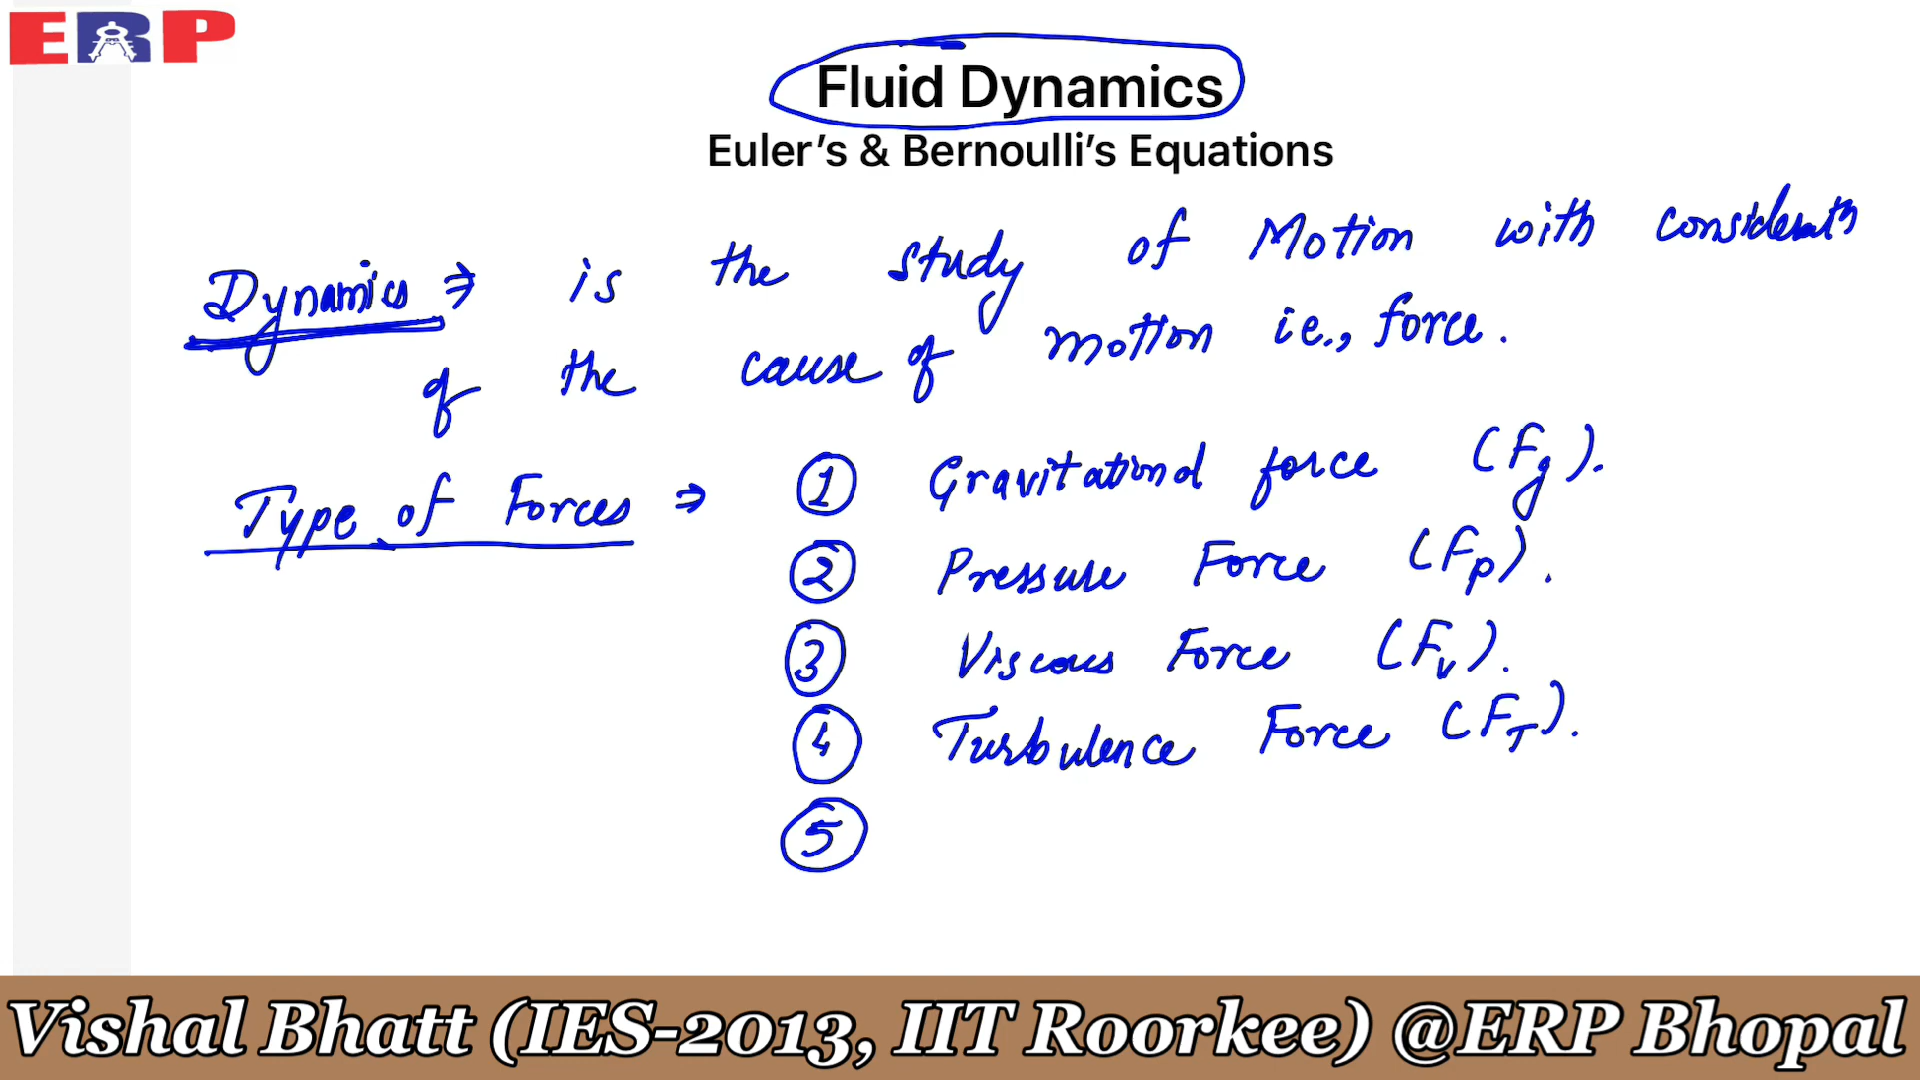 ERP
Fluid Dynamics
Euler’s & Bernoulli’s Equations
Dynamics ⇒ is the study of Motion with
of the cause of motion ie., force.
Type of Forces ⇒ ① Gravitational force (Fg).
② Pressure Force (Fp).
③ Viscous Force (Fv).
④ Turbulence Force (FT).
⑤
Vishal Bhatt (IES-2013, IIT Roorkee) @ERP Bhopal